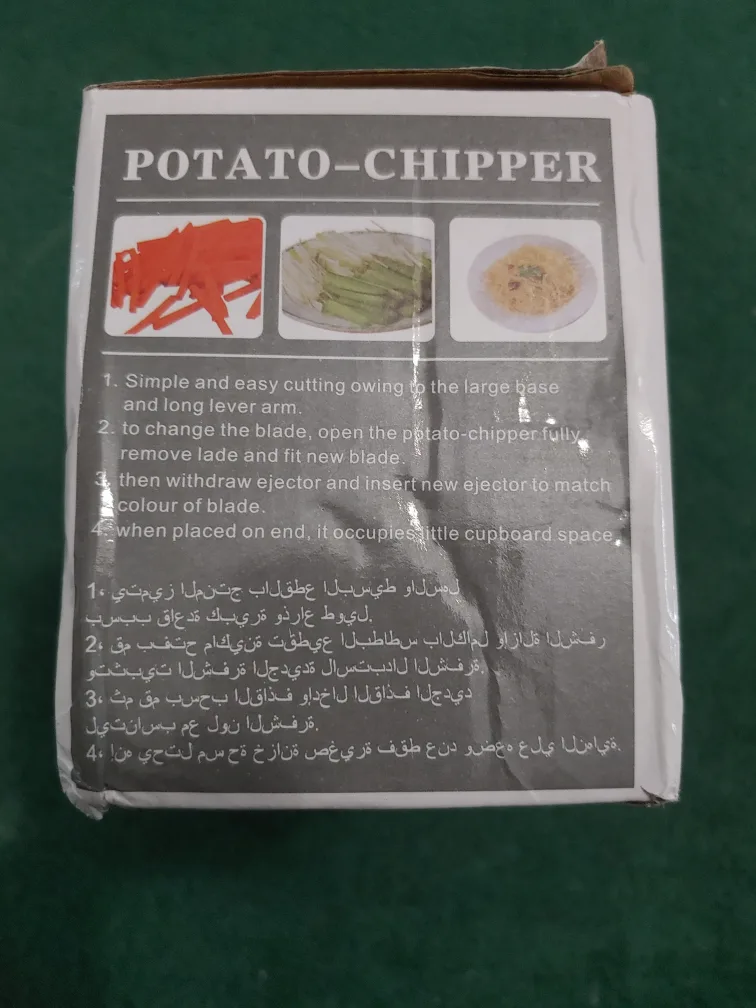 POTATO-CHIPPER
1. Simple and easy cutting owing to the large base
and long lever arm.
2. to change the blade, open the potato-chipper fully,
remove lade and fit new blade.
3. then withdraw ejector and insert new ejector to match
colour of blade.
4. when placed on end, it occupies little cupboard space.
1، يتميز المنتج بالقطع البسيط والسهل
بسبب قاعدة كبيرة وذراع طويل.
2، قم بفتح ماكينة تقطيع البطاطس بالكامل وازالة الشفر
وتثبيت الشفرة الجديدة لاستبدال الشفرة.
3، ثم قم بسحب القاذف وادخال القاذف الجديد
ليتناسب مع لون الشفرة.
4، إنه يحتل مس حة خزانة صغيرة فقط عند وضعه علي النهاية.